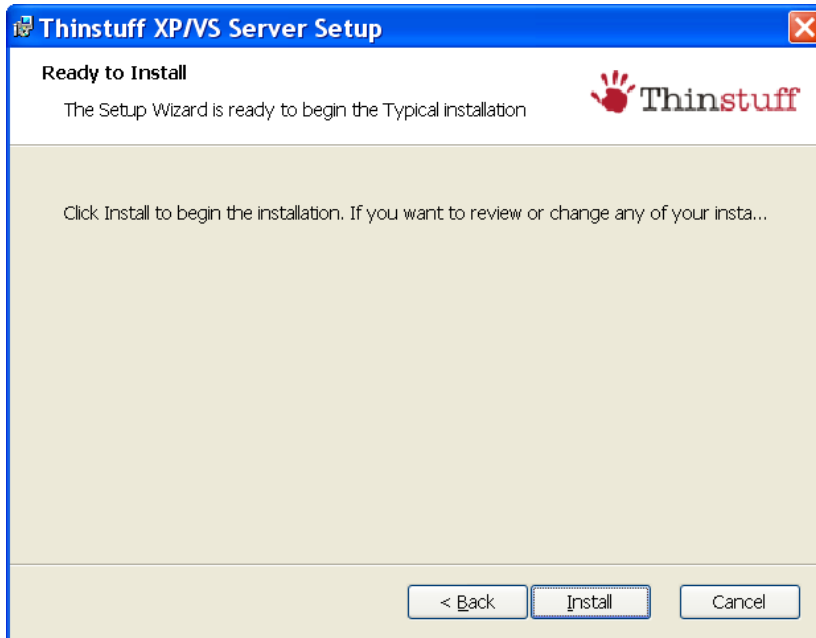 Thinstuff XP/VS Server Setup
Ready to Install
The Setup Wizard is ready to begin the Typical installation
Thinstuff
Click Install to begin the installation. If you want to review or change any of your insta...
< Back
Install
Cancel